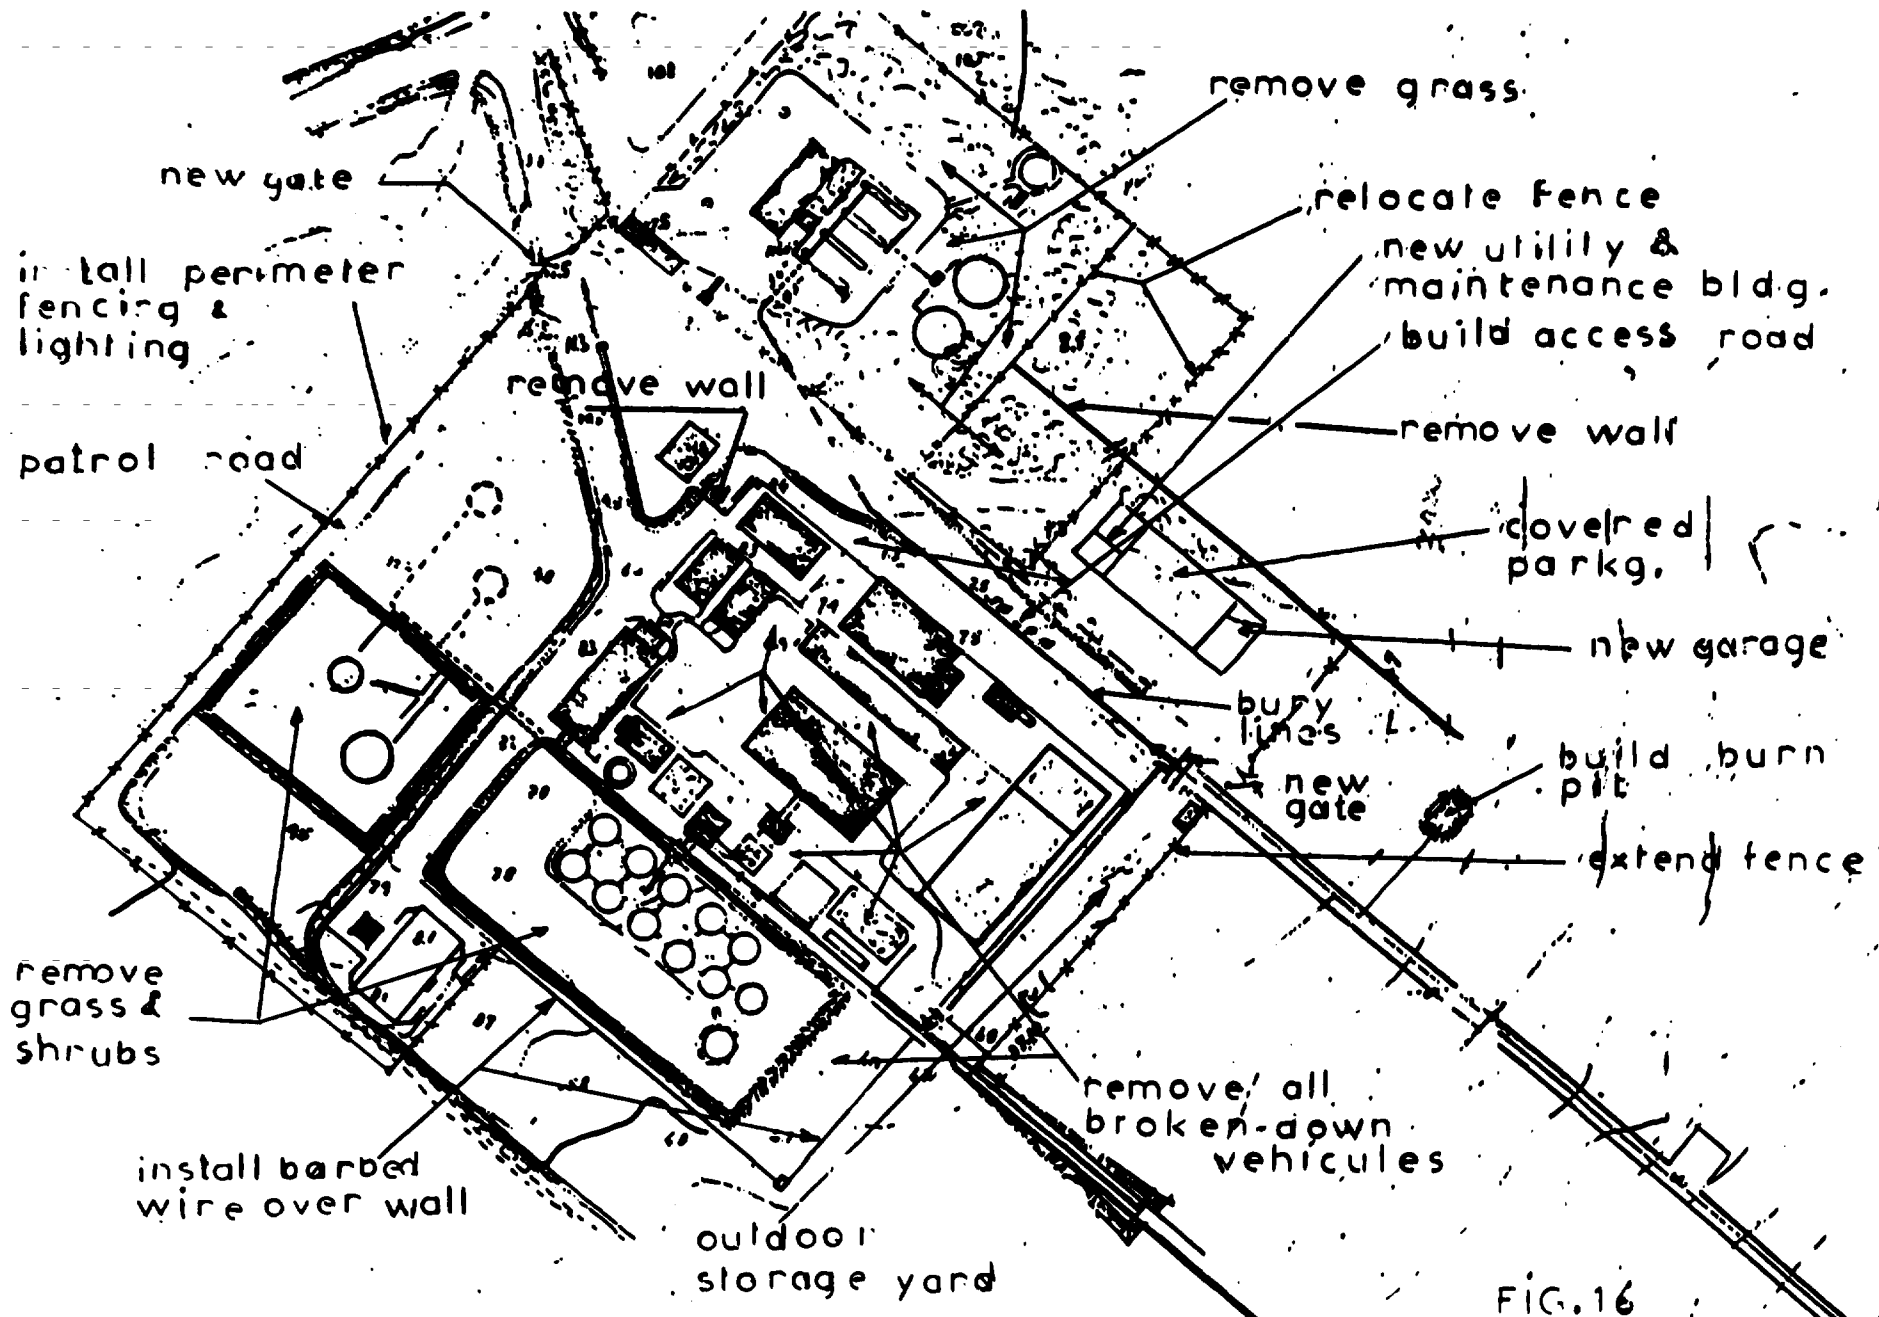 remove grass
new gate
relocate fence
new utility &
maintenance bldg.
install perimeter
fencing &
lighting
build access road
remove wall
remove wall
patrol road
covered
parkg.
new garage
bury
lines
new
gate
build burn
pit
extend fence
remove
grass &
shrubs
remove all
broken-down
vehicules
install barbed
wire over wall
outdoor
storage yard
FIG. 16